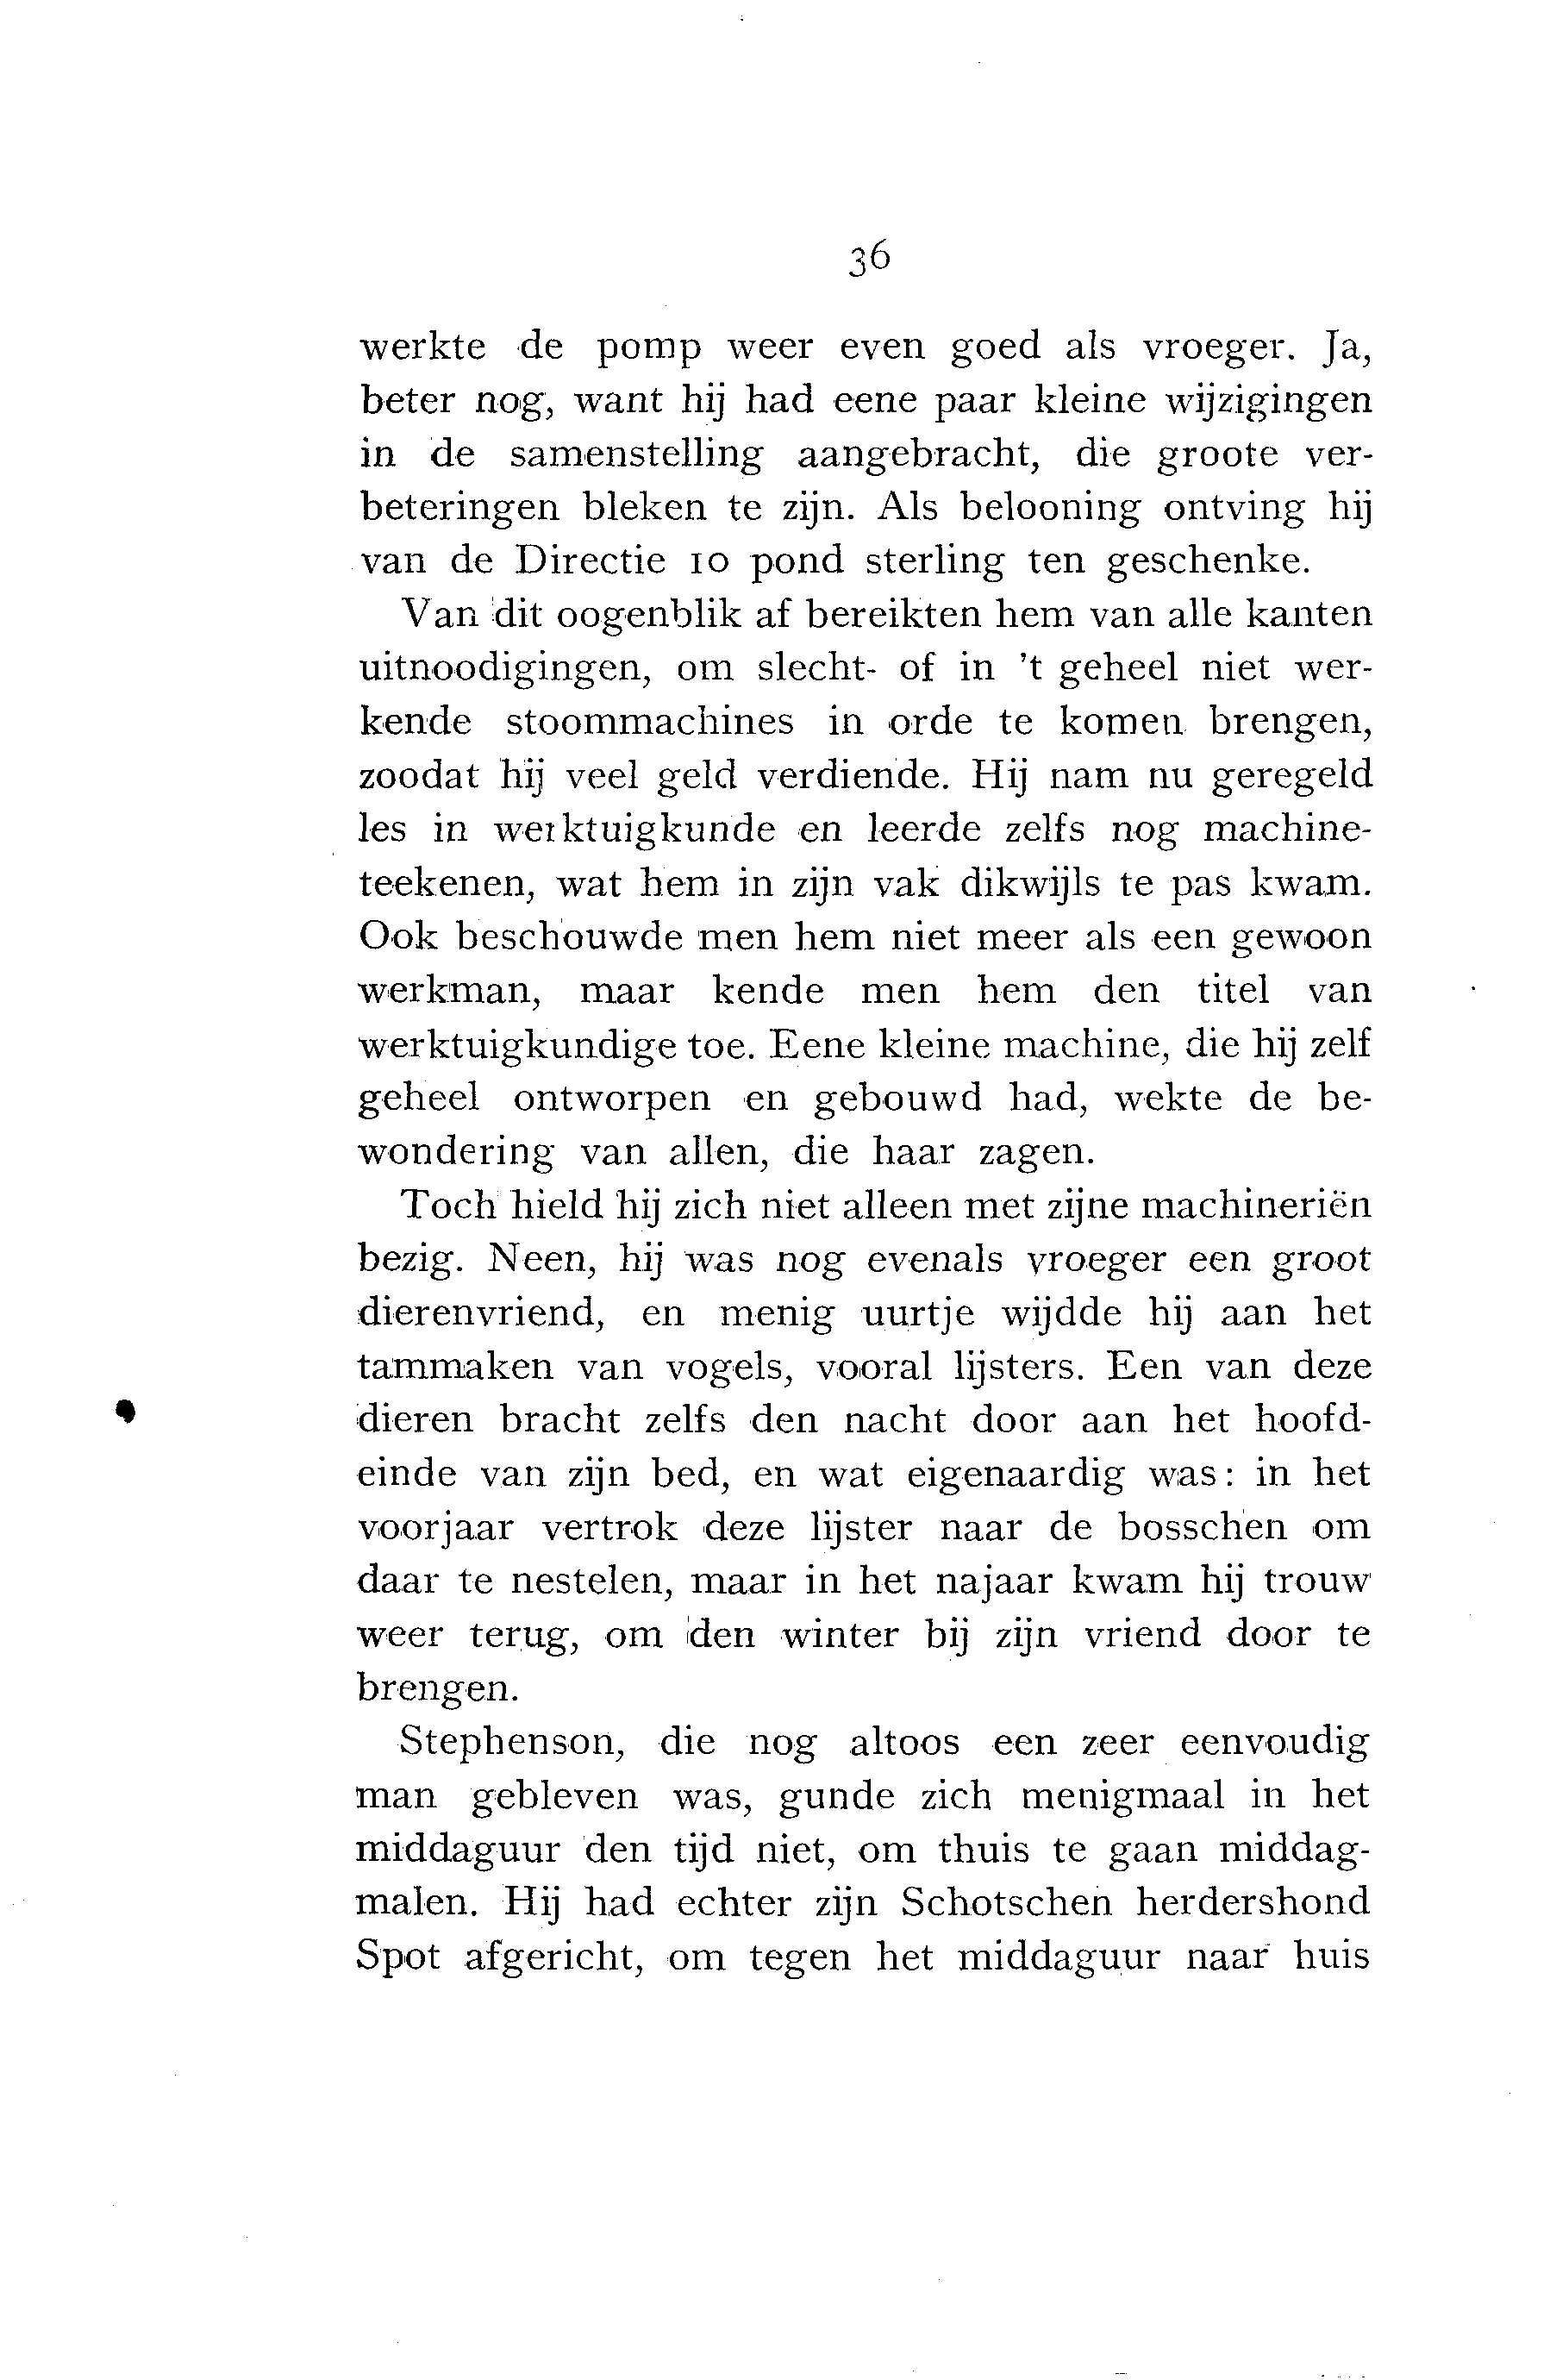 36
werkte de pomp weer even goed als vroeger. Ja,
beter nog, want hij had eene paar kleine wijzigingen
in de samenstelling aangebracht, die groote ver-
beteringen bleken te zijn. Als belooning ontving hij
van de Directie 10 pond sterling ten geschenke.
Van dit oogenblik af bereikten hem van alle kanten
uitnoodigingen, om slecht- of in 't geheel niet wer-
kende stoommachines in orde te komen brengen,
zoodat hij veel geld verdiende. Hij nam nu geregeld
les in werktuigkunde en leerde zelfs nog machine-
teekenen, wat hem in zijn vak dikwijls te pas kwam.
Ook beschouwde men hem niet meer als een gewoon
werkman, maar kende men hem den titel van
werktuigkundige toe. Eene kleine machine, die hij zelf
geheel ontworpen en gebouwd had, wekte de be-
wondering van allen, die haar zagen.
Toch hield hij zich niet alleen met zijne machineriën
bezig. Neen, hij was nog evenals vroeger een groot
dierenvriend, en menig uurtje wijdde hij aan het
tammaken van vogels, vooral lijsters. Een van deze
dieren bracht zelfs den nacht door aan het hoofd-
einde van zijn bed, en wat eigenaardig was: in het
voorjaar vertrok deze lijster naar de bosschen om
daar te nestelen, maar in het najaar kwam hij trouw
weer terug, om den winter bij zijn vriend door te
brengen.
Stephenson, die nog altoos een zeer eenvoudig
man gebleven was, gunde zich menigmaal in het
middaguur den tijd niet, om thuis te gaan middag-
malen. Hij had echter zijn Schotschen herdershond
Spot afgericht, om tegen het middaguur naar huis